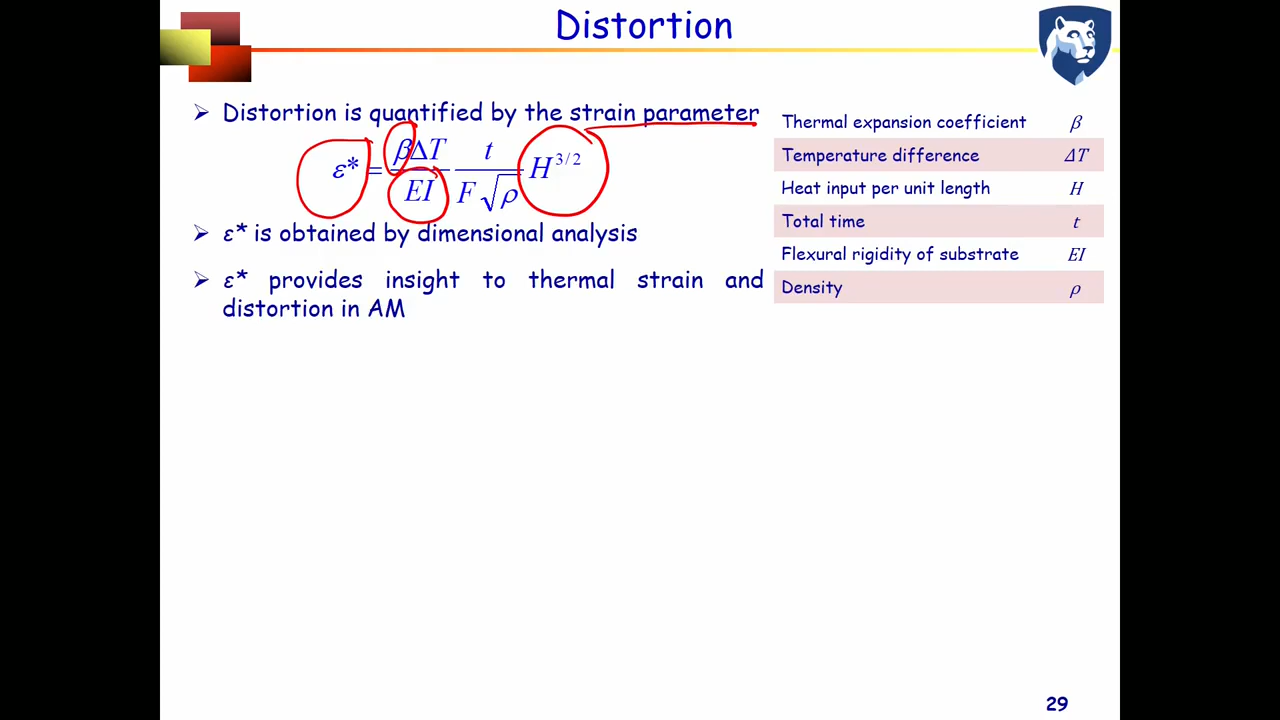 Distortion
➢ Distortion is quantified by the strain parameter
ε* = βΔT/EI t/F√ρ H^3/2
➢ ε* is obtained by dimensional analysis
➢ ε* provides insight to thermal strain and
distortion in AM
Thermal expansion coefficient β
Temperature difference ΔT
Heat input per unit length H
Total time t
Flexural rigidity of substrate EI
Density ρ
29